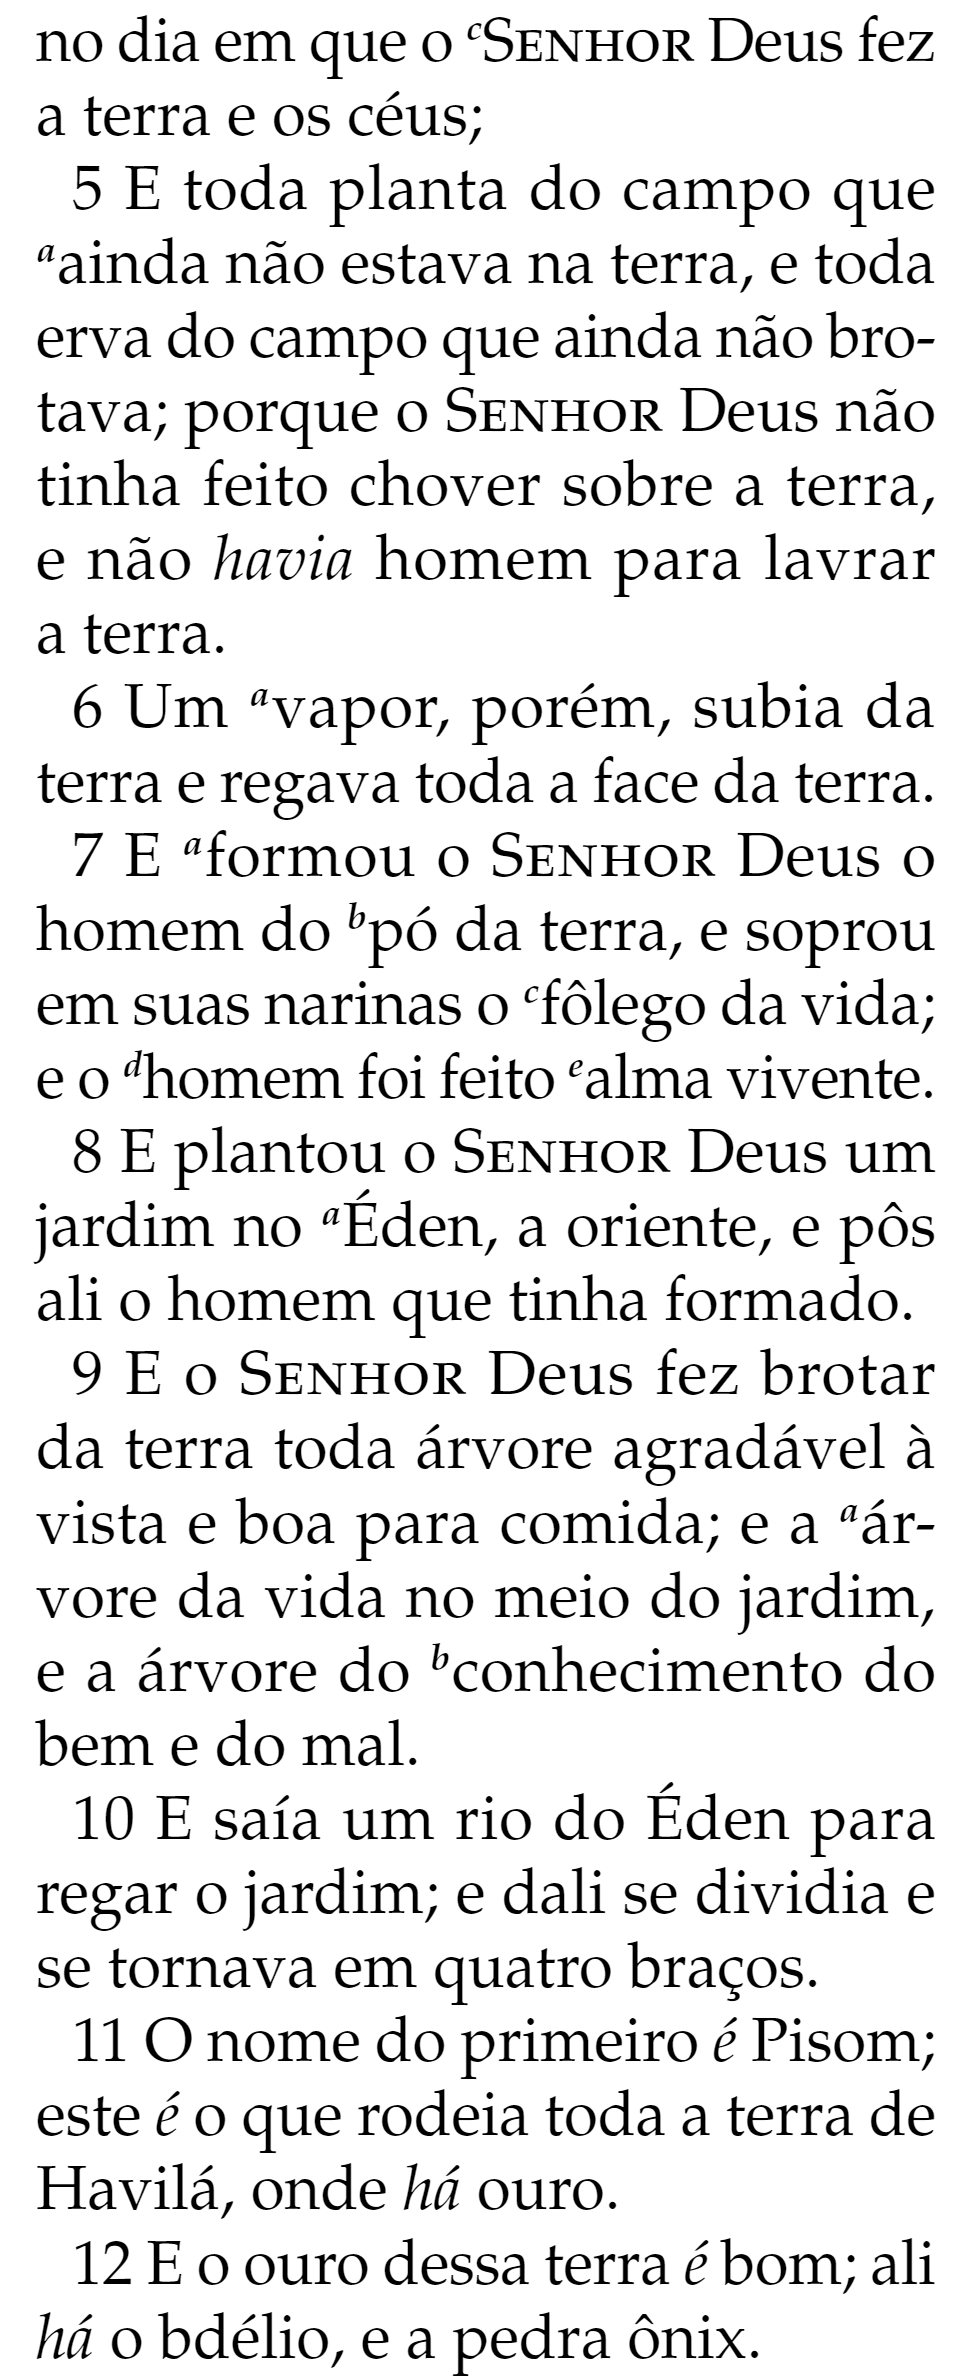 no dia em que o cSENHOR Deus fez
a terra e os céus;
5 E toda planta do campo que
aainda não estava na terra, e toda
erva do campo que ainda não bro-
tava; porque o SENHOR Deus não
tinha feito chover sobre a terra,
e não havia homem para lavrar
a terra.
6 Um avapor, porém, subia da
terra e regava toda a face da terra.
7 E aformou o SENHOR Deus o
homem do bpó da terra, e soprou
em suas narinas o cfôlego da vida;
e o dhomem foi feito ealma vivente.
8 E plantou o SENHOR Deus um
jardim no aÉden, a oriente, e pôs
ali o homem que tinha formado.
9 E o SENHOR Deus fez brotar
da terra toda árvore agradável à
vista e boa para comida; e a aár-
vore da vida no meio do jardim,
e a árvore do bconhecimento do
bem e do mal.
10 E saía um rio do Éden para
regar o jardim; e dali se dividia e
se tornava em quatro braços.
11 O nome do primeiro é Pisom;
este é o que rodeia toda a terra de
Havilá, onde há ouro.
12 E o ouro dessa terra é bom; ali
há o bdélio, e a pedra ônix.